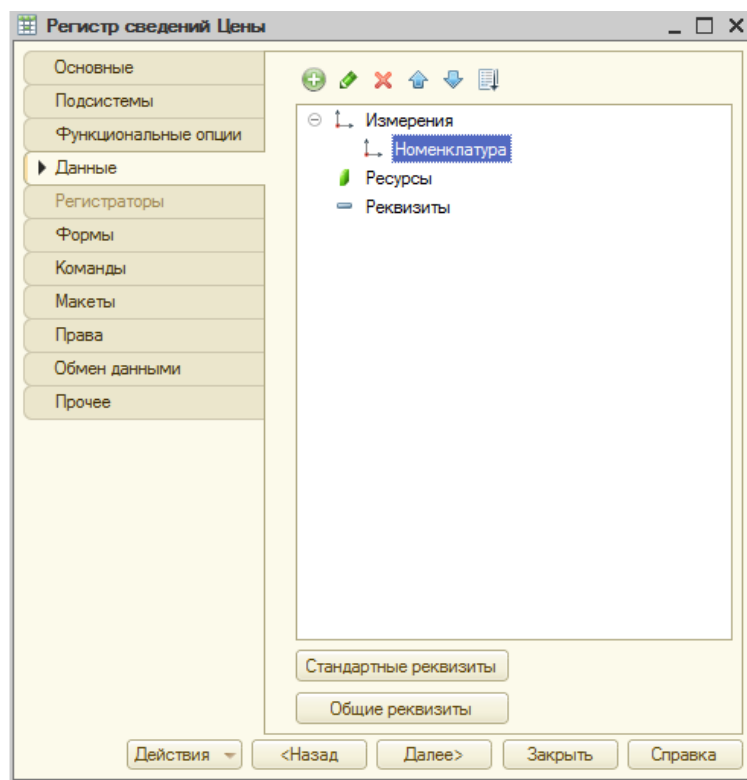 Регистр сведений Цены
Основные
Подсистемы
Функциональные опции
Данные
Регистраторы
Формы
Команды
Макеты
Права
Обмен данными
Прочее
Измерения
Номенклатура
Ресурсы
Реквизиты
Стандартные реквизиты
Общие реквизиты
Действия <Назад Далее> Закрыть Справка